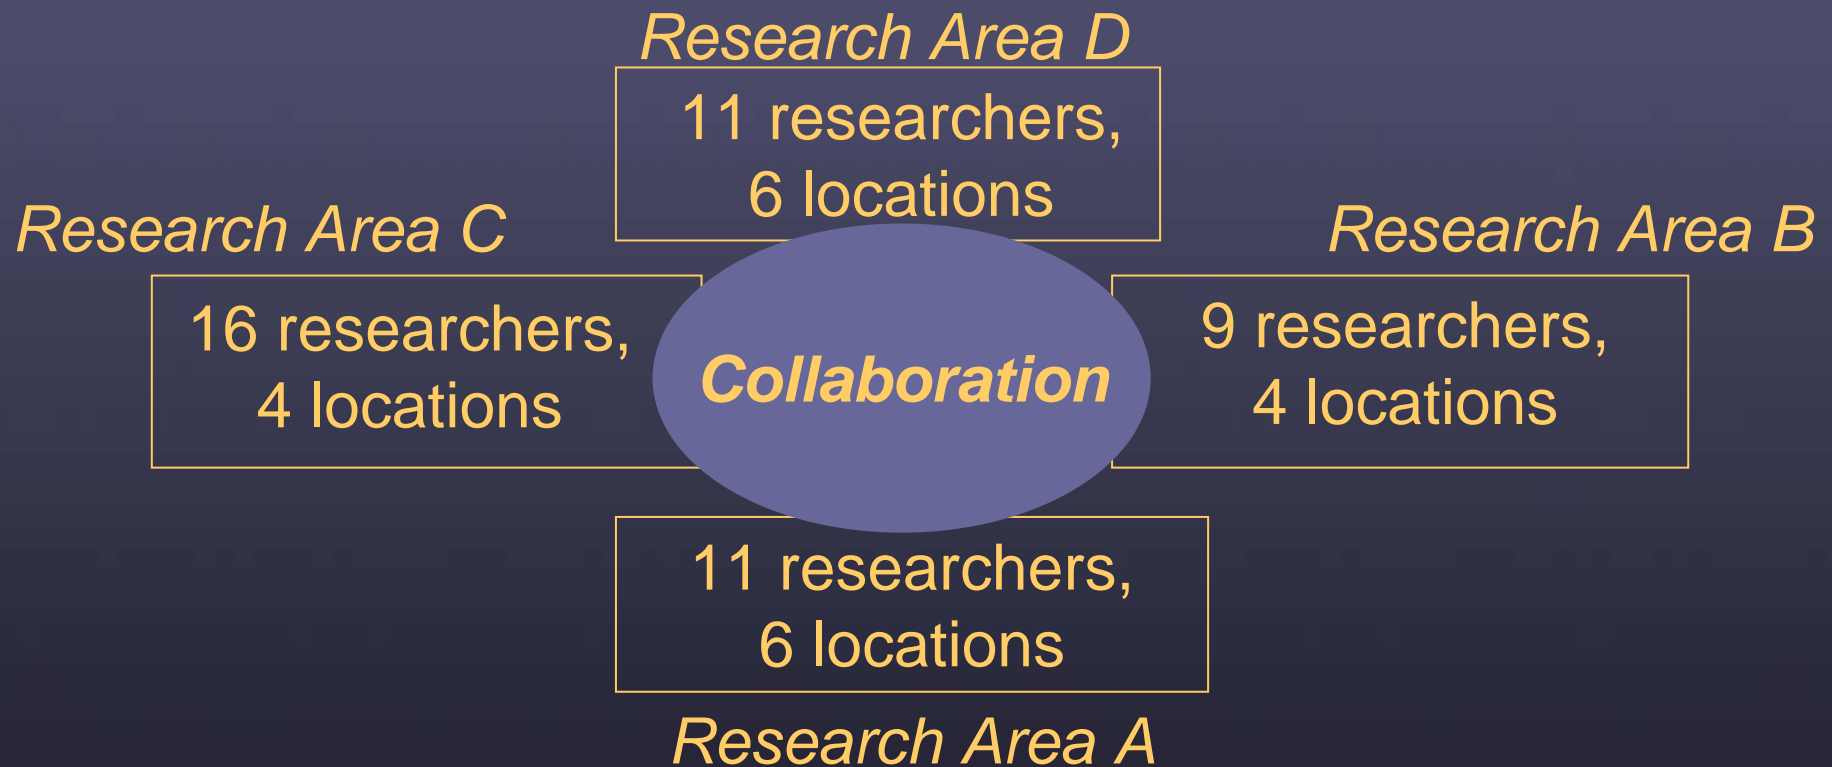 Research Area D
11 researchers,
6 locations
Research Area C
16 researchers,
4 locations
Collaboration
Research Area B
9 researchers,
4 locations
11 researchers,
6 locations
Research Area A